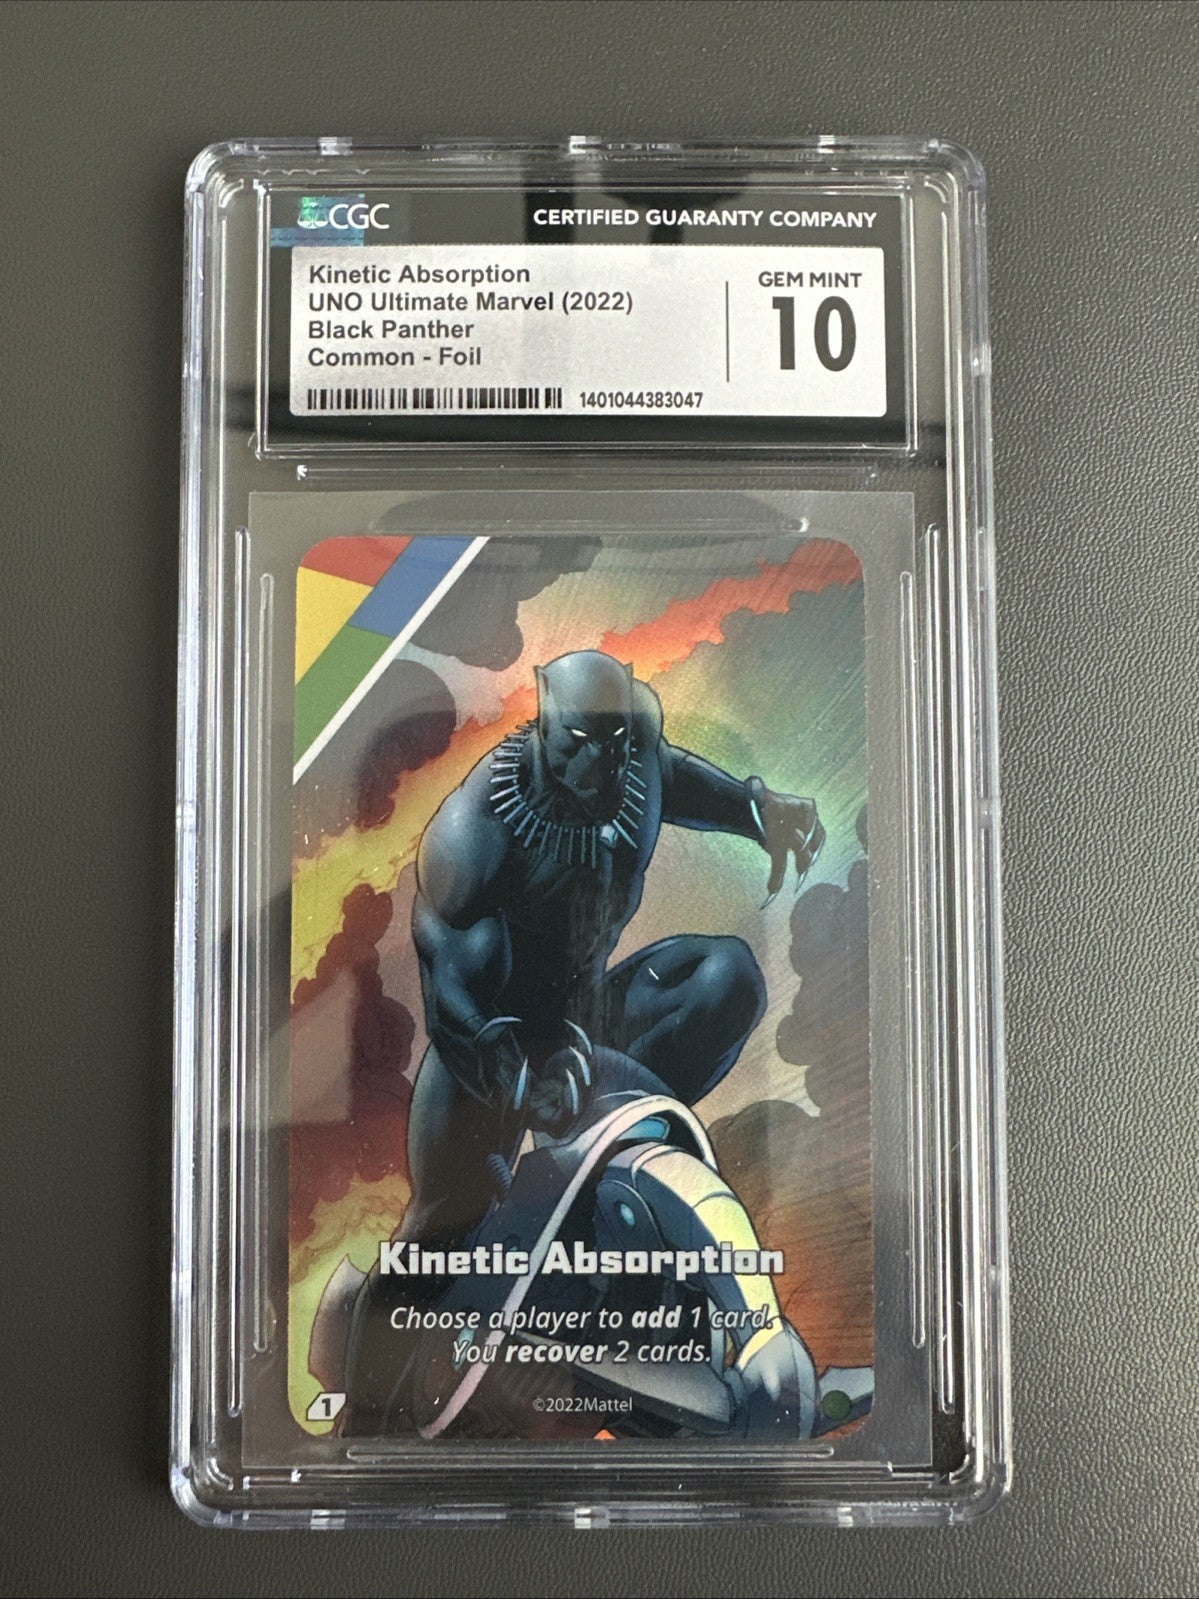 CGC
CERTIFIED GUARANTY COMPANY
Kinetic Absorption
UNO Ultimate Marvel (2022)
Black Panther
Common - Foil
GEM MINT
10
1401044383047
Kinetic Absorption
Choose a player to add 1 card.
You recover 2 cards.
1
©2022Mattel